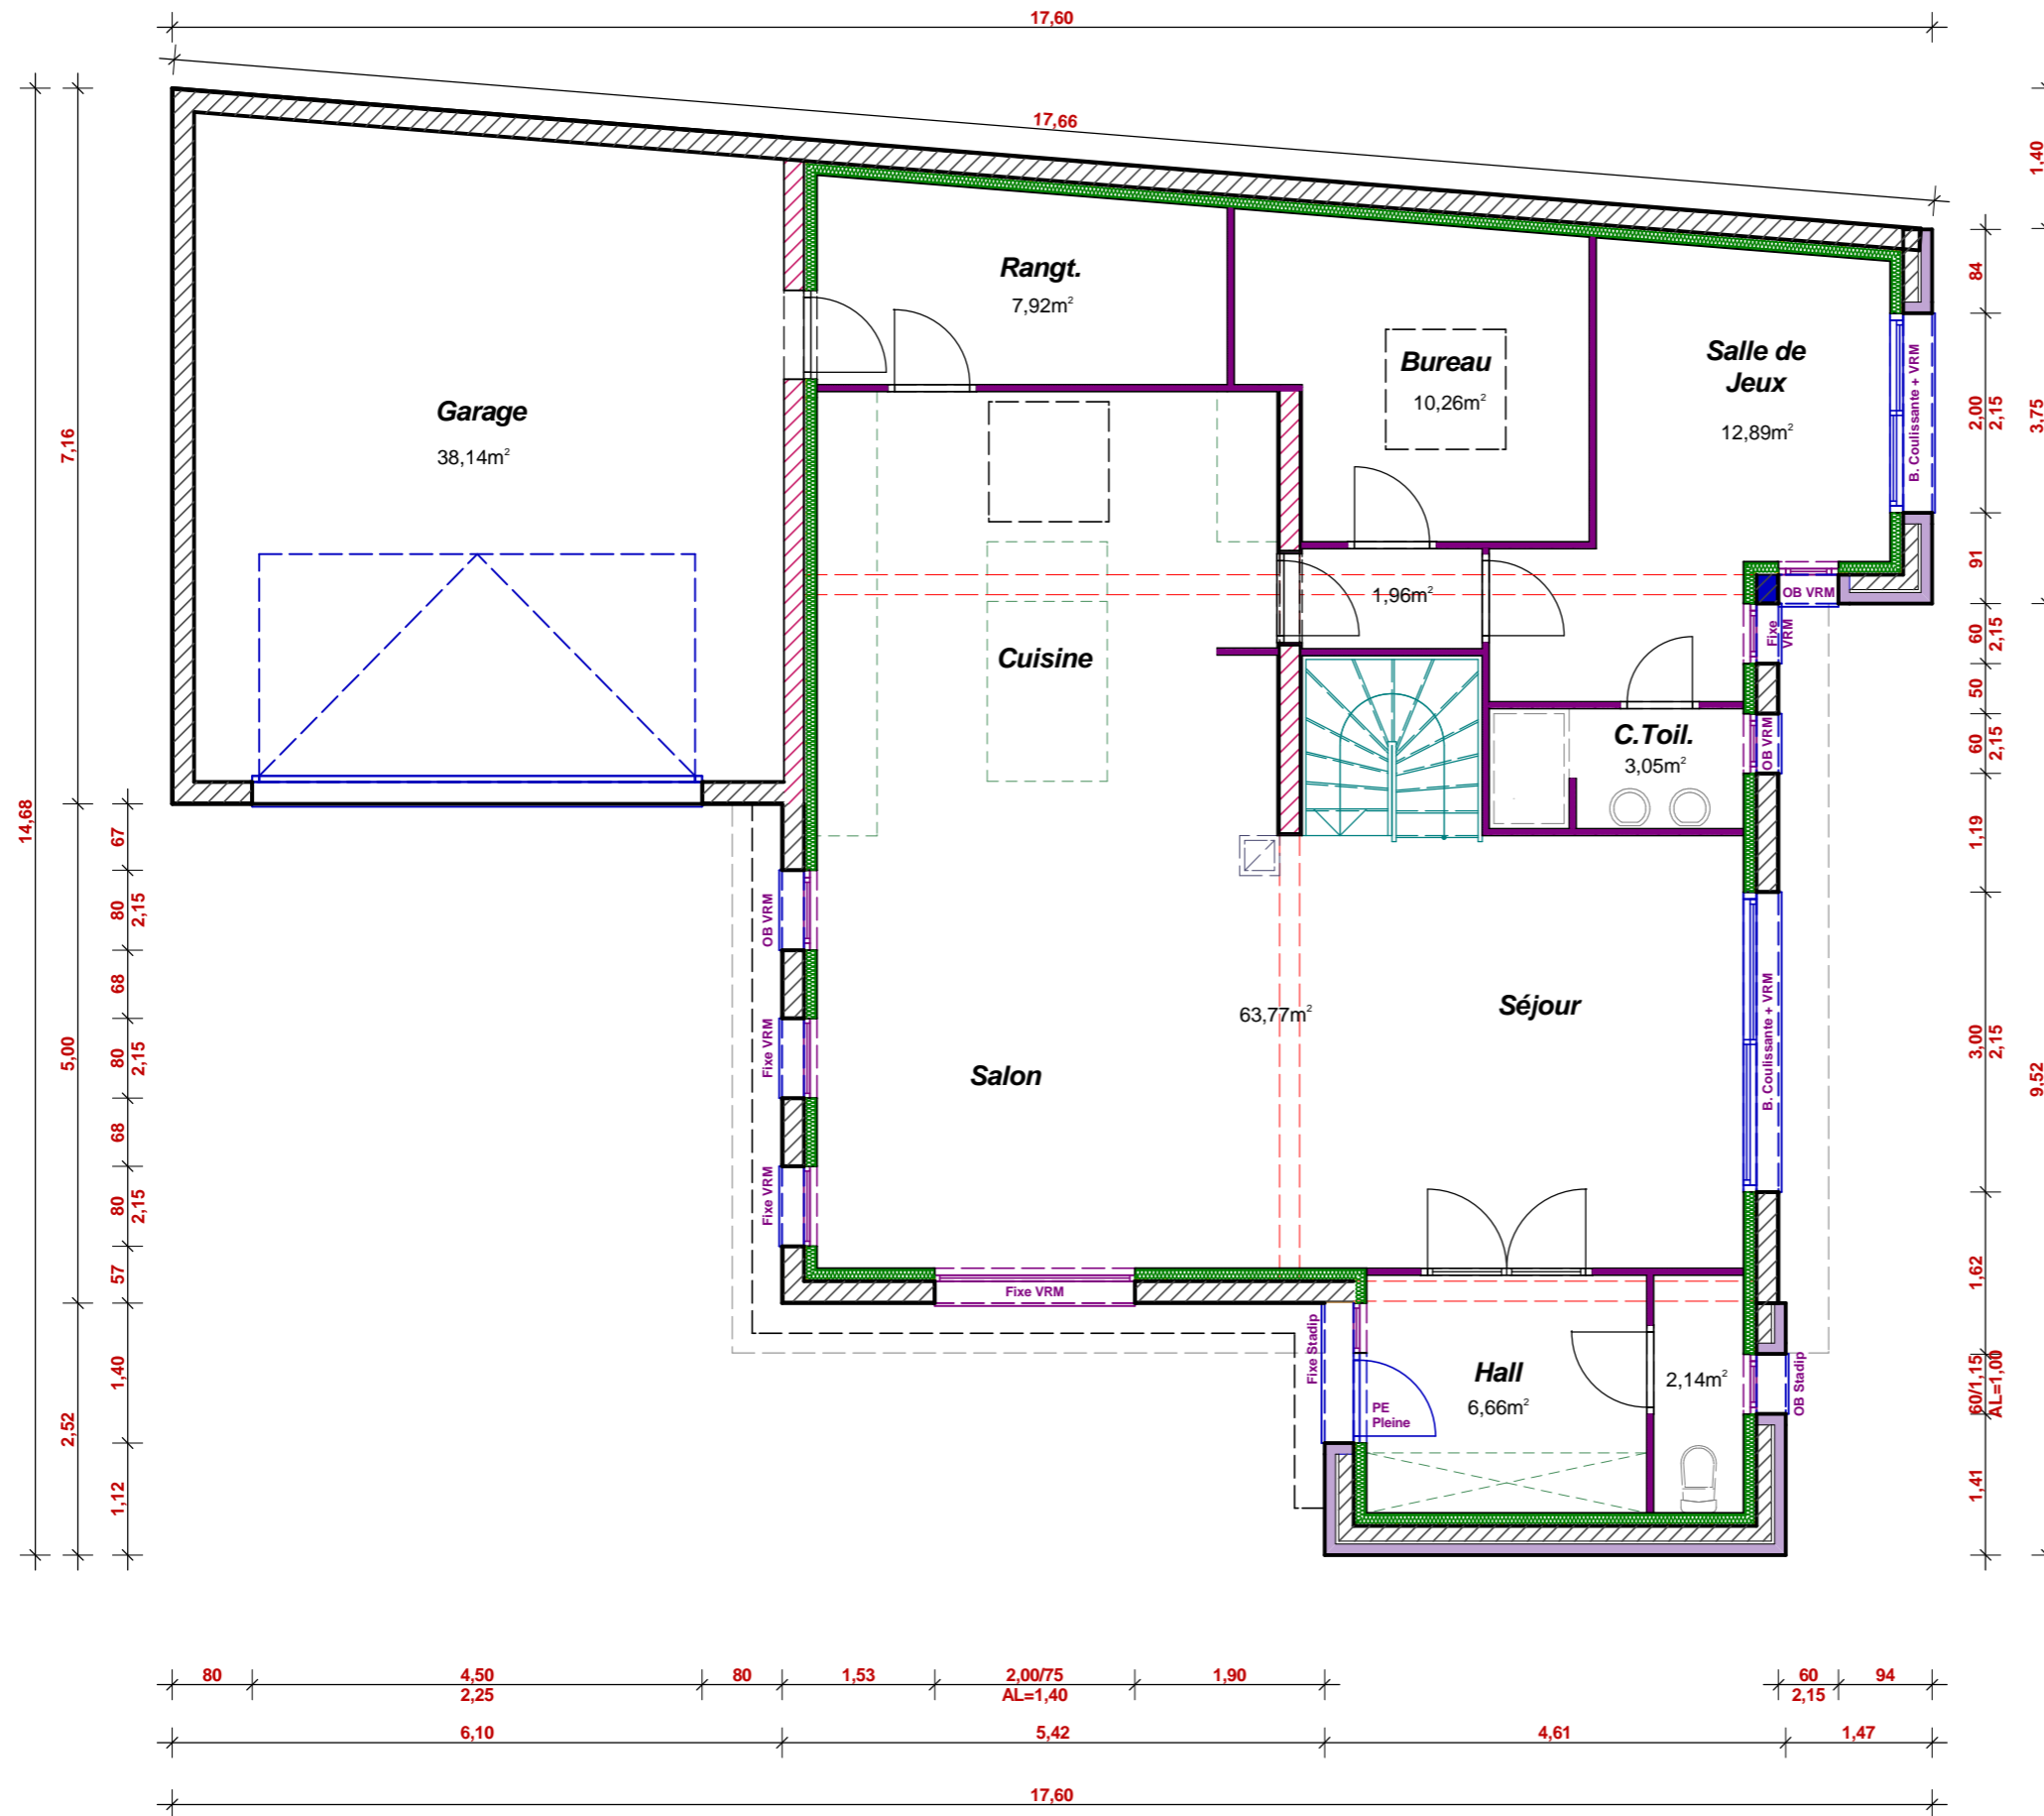 17,60
17,66
1,40
Rangt.
7,92m²
84
Bureau
10,26m²
Salle de
Jeux
12,89m²
B. Coulissante + VRM
2,00
2,15
3,75
Garage
38,14m²
7,16
91
1,96m²
OB VRM
Fixe
VRM
60
2,15
Cuisine
50
C.Toil.
3,05m²
OB VRM
60
2,15
14,68
67
1,19
80
2,15
OB VRM
68
5,00
63,77m²
Séjour
B. Coulissante + VRM
3,00
2,15
9,52
80
2,15
Fixe VRM
Salon
68
80
2,15
Fixe VRM
57
Fixe VRM
1,62
1,40
Fixe Stadip
Hall
6,66m²
2,14m²
PE
Pleine
OB Stadip
60/1,15
AL=1,00
2,52
1,12
1,41
80
4,50
2,25
80
1,53
2,00/75
AL=1,40
1,90
60
2,15
94
6,10
5,42
4,61
1,47
17,60